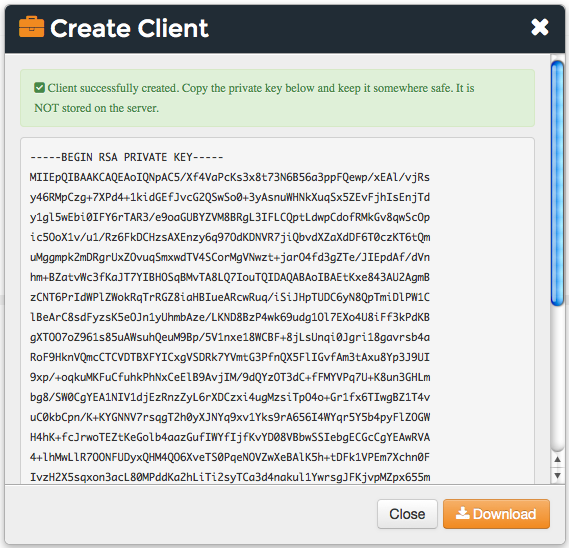 Create Client
Client successfully created. Copy the private key below and keep it somewhere safe. It is
NOT stored on the server.
-----BEGIN RSA PRIVATE KEY-----
MIIEpQIBAAKCAQEAoIQNpAC5/Xf4VaPcKs3x8t73N6B56a3ppFQewp/xEAl/vjRs
y46RMpCzg+7XPd4+1kidGEfJvcG2QSwSo0+3yAsnuWHNkXuqSx5ZEvFjhIsEnjTd
y1gl5wEbi0IFY6rTAR3/e9oaGUBYZVM8BRgL3IFLCQptLdwpCdofRMkGv8qwScOp
ic5OoX1v/u1/Rz6FkDCHzsAXEnzy6q97OdKDNVR7jiQbvdXZaXdDF6T0czKT6tQm
uMggmpk2mDRgrUxZOvuqSmxwdTV4SCorMgVNwzt+jarO4fd3gZTe/JIEpdAf/dVn
hm+BZatvWc3fKaJT7YIBHOSqBMvTA8LQ7IouTQIDAQABAoIBAEtKxe843AU2AgmB
zCNT6PrIdWPlZWokRqTrRGZ8iaHBIueARcwRuq/iSiJHpTUDC6yN8QpTmiDlPW1C
lBeArC8sdFyzsK5eOJn1yUhmbAze/LKND8BzP4wk69udg1Ol7EXo4U8iFf3kPdKB
gXTOO7oZ961s85uAWsuhQeuM9Bp/5V1nxe18WCBF+8jLsUnqi0Jgri18gavrsb4a
RoF9HknVQmcCTCVDTBXFYICxgVSDRk7YVmtG3PfnQX5FlIGvfAm3tAxu8Yp3J9UI
9xp/+oqkuMKFuCfuhkPhNxCeElB9AvjIM/9dQYzOT3dC+fFMYVPq7U+K8un3GHLm
bg8/SW0CgYEA1NIV1djEzRnzZyL6rXDCzxi4ugMzsiTpO4o+Gr1fx6TIwgBZ1T4v
uC0kbCpn/K+KYGNNV7rsqgT2h0yXJNYq9xv1Yks9rA656I4WYqr5Y5b4pyFlZOGW
H4hK+fcJrwoTEZtKeGolb4aazGufIWYfIjfKvYD08VBbwSSIebgECGcCgYEAwRVA
4+lhMwLlR7OONFUDyxQHM4QO6XveTS0PqeNOVZwXeBAlK5h+tDFk1VPEm7Xchn0F
IvzH2X5sqxon3acL80MPddKa2hLiTi2syTCa3d4nakul1YwrsgJFKjvpMZpx655m
Close
Download